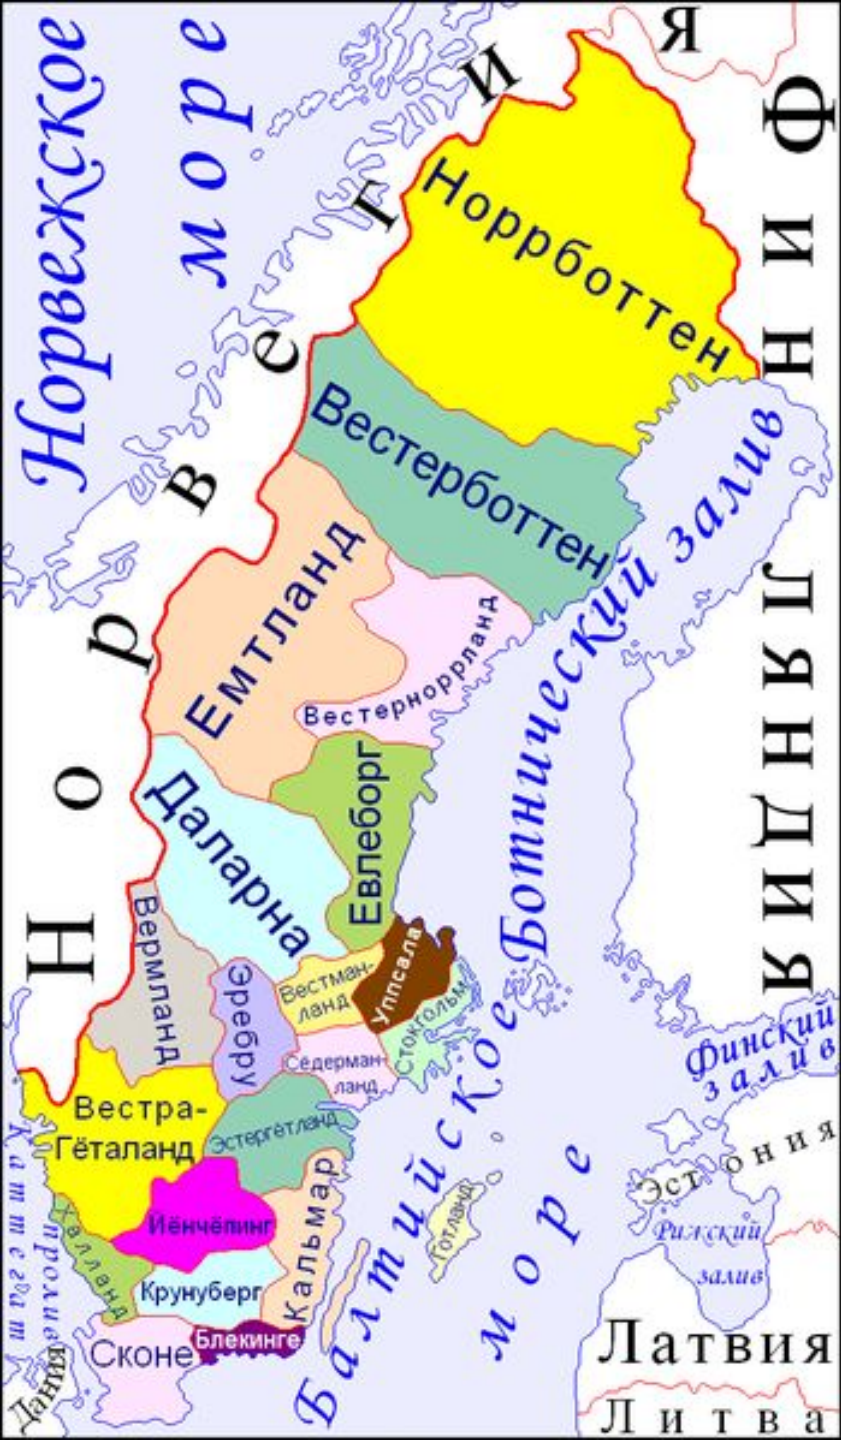 Норвежское
море
Норвегия
Финляндия
Норрботтен
Вестерботтен
Емтланд
Вестерноррланд
Ботнический залив
Даларна
Евлеборг
Вермланд
Эребру
Вестман-
ланд
Уппсала
Стокгольм
Сёдерман-
ланд
Финский
залив
Вестра-
Гёталанд
Эстергётланд
Каттегат
пролив
Йёнчёпинг
Халланд
Крунуберг
Кальмар
Готланд
Балтийское
море
Эстония
Рижский
залив
Сконе
Блекинге
Дания
Латвия
Литва